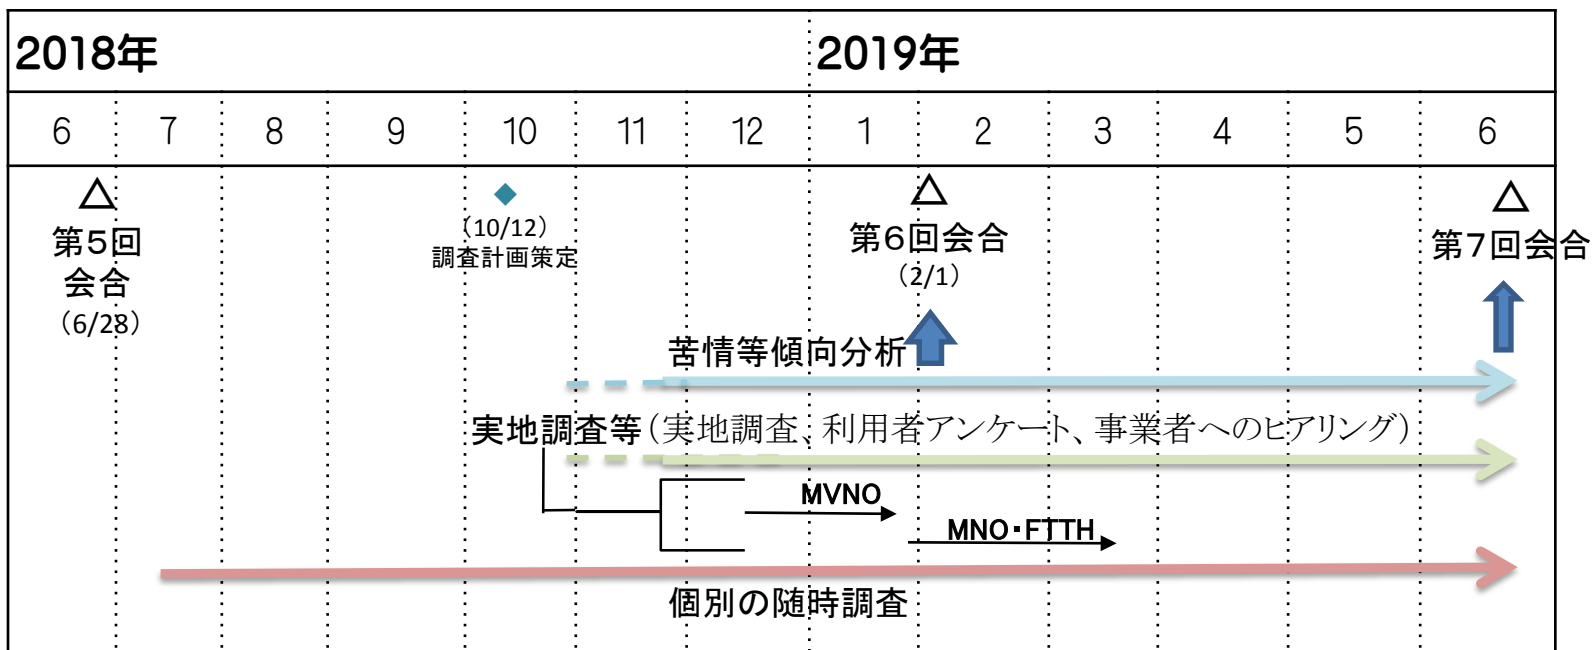 2018年 2019年
6 7 8 9 10 11 12 1 2 3 4 5 6
第5回
会合
(6/28)
(10/12)
調査計画策定
第6回会合
(2/1)
第7回会合
苦情等傾向分析
実地調査等(実地調査、利用者アンケート、事業者へのヒアリング)
MVNO
MNO・FTTH
個別の随時調査